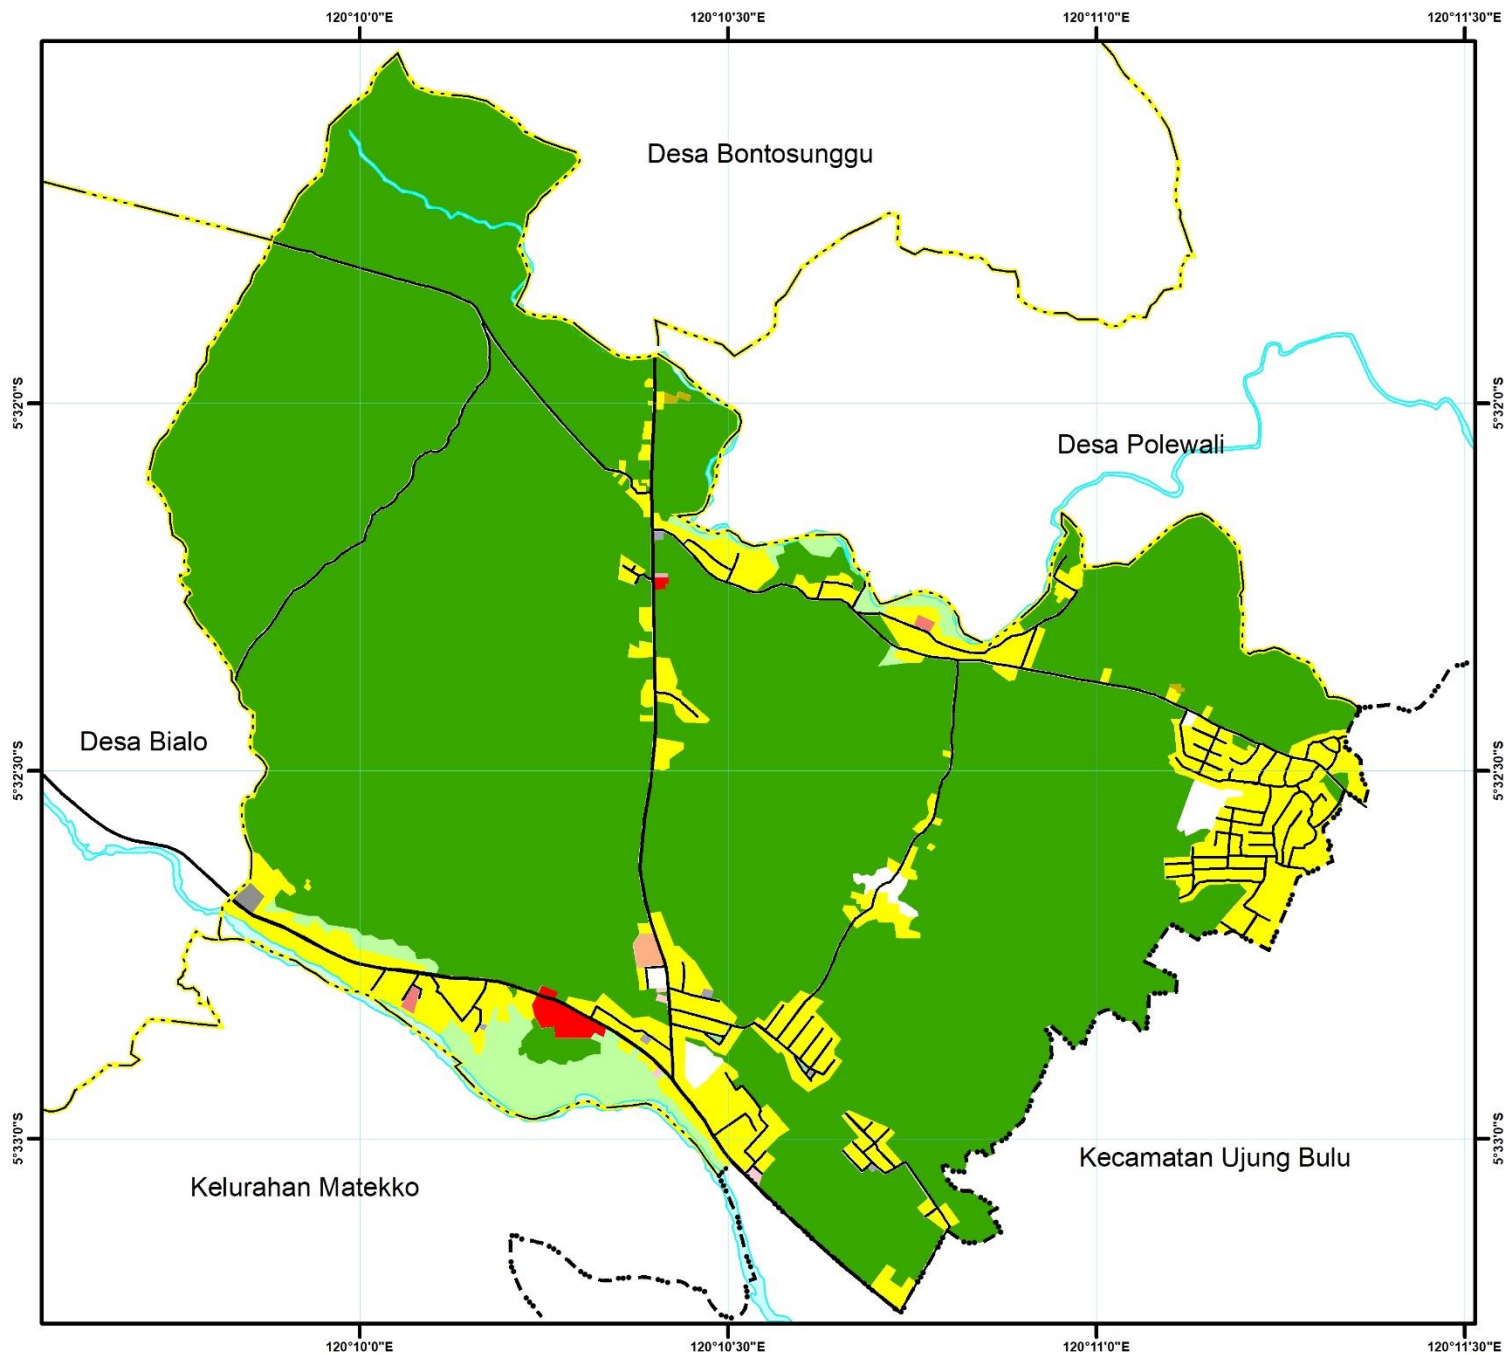 120°10'0"E
120°10'30"E
120°11'0"E
120°11'30"E
Desa Bontosunggu
5°32'0"S
5°32'0"S
Desa Polewali
Desa Bialo
5°32'30"S
5°32'30"S
5°33'0"S
5°33'0"S
Kecamatan Ujung Bulu
Kelurahan Matekko
120°10'0"E
120°10'30"E
120°11'0"E
120°11'30"E